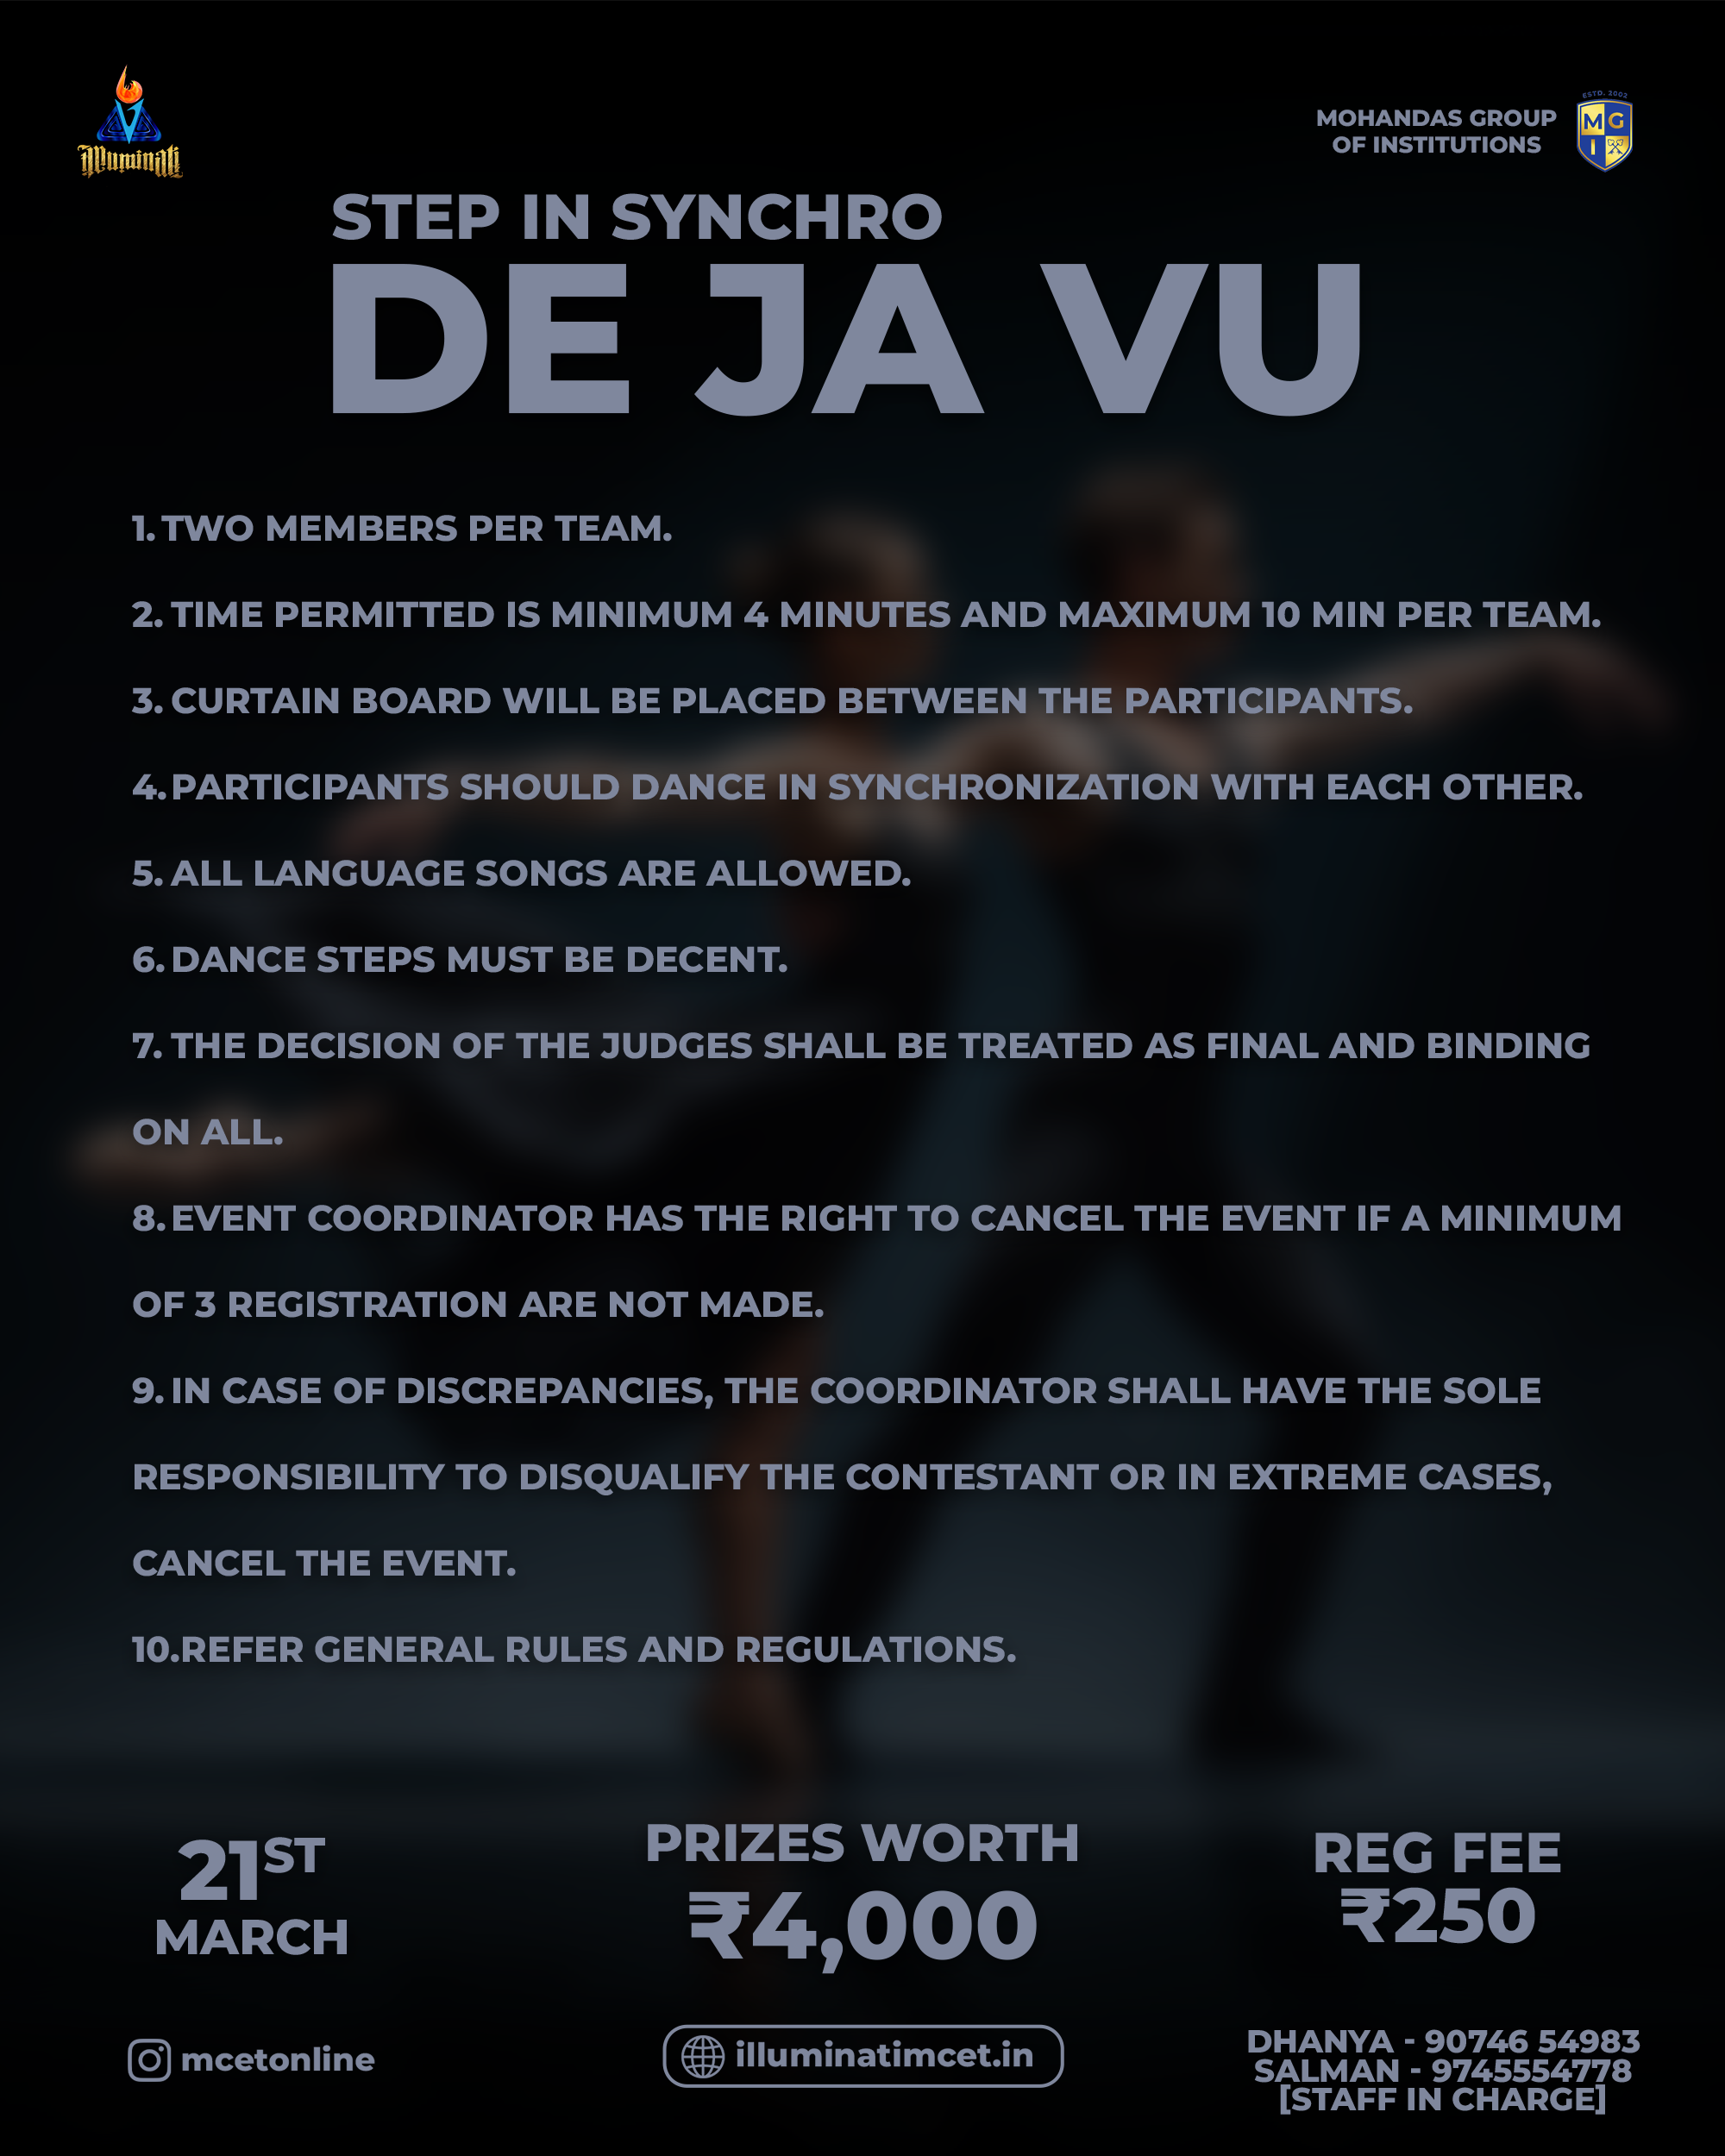 Illuminati
MOHANDAS GROUP
OF INSTITUTIONS
ESTD. 2002
M G
I
STEP IN SYNCHRO
DE JA VU
1. TWO MEMBERS PER TEAM.
2. TIME PERMITTED IS MINIMUM 4 MINUTES AND MAXIMUM 10 MIN PER TEAM.
3. CURTAIN BOARD WILL BE PLACED BETWEEN THE PARTICIPANTS.
4. PARTICIPANTS SHOULD DANCE IN SYNCHRONIZATION WITH EACH OTHER.
5. ALL LANGUAGE SONGS ARE ALLOWED.
6. DANCE STEPS MUST BE DECENT.
7. THE DECISION OF THE JUDGES SHALL BE TREATED AS FINAL AND BINDING
ON ALL.
8. EVENT COORDINATOR HAS THE RIGHT TO CANCEL THE EVENT IF A MINIMUM
OF 3 REGISTRATION ARE NOT MADE.
9. IN CASE OF DISCREPANCIES, THE COORDINATOR SHALL HAVE THE SOLE
RESPONSIBILITY TO DISQUALIFY THE CONTESTANT OR IN EXTREME CASES,
CANCEL THE EVENT.
10.REFER GENERAL RULES AND REGULATIONS.
21ST
MARCH
PRIZES WORTH
₹4,000
REG FEE
₹250
mcetonline
illuminatimcet.in
DHANYA - 90746 54983
SALMAN - 9745554778
[STAFF IN CHARGE]